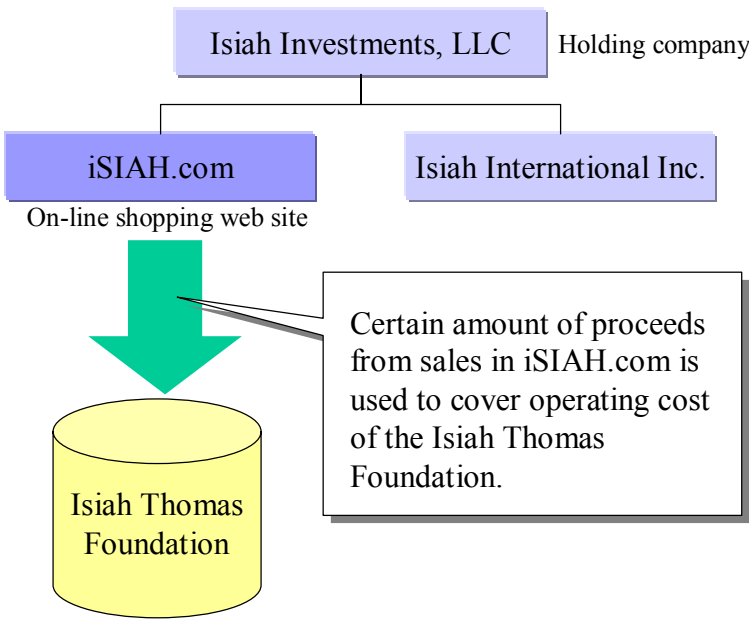 Isiah Investments, LLC
Holding company
iSIAH.com
Isiah International Inc.
On-line shopping web site
Certain amount of proceeds
from sales in iSIAH.com is
used to cover operating cost
of the Isiah Thomas
Foundation.
Isiah Thomas
Foundation